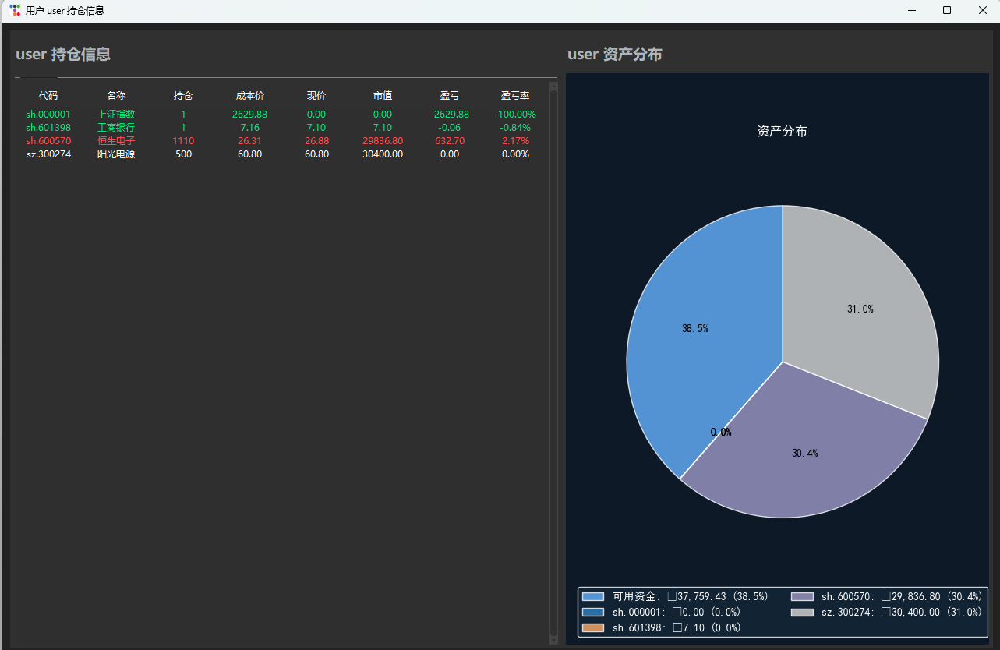 用户 user 持仓信息
user 持仓信息
代码 名称 持仓 成本价 现价 市值 盈亏 盈亏率
sh.000001 上证指数 1 2629.88 0.00 0.00 -2629.88 -100.00%
sh.601398 工商银行 1 7.16 7.10 7.10 -0.06 -0.84%
sh.600570 恒生电子 1110 26.31 26.88 29836.80 632.70 2.17%
sz.300274 阳光电源 500 60.80 60.80 30400.00 0.00 0.00%
user 资产分布
资产分布
31.0%
38.5%
0.0%
30.4%
可用资金: □37,759.43 (38.5%)
sh.000001: □0.00 (0.0%)
sh.601398: □7.10 (0.0%)
sh.600570: □29,836.80 (30.4%)
sz.300274: □30,400.00 (31.0%)